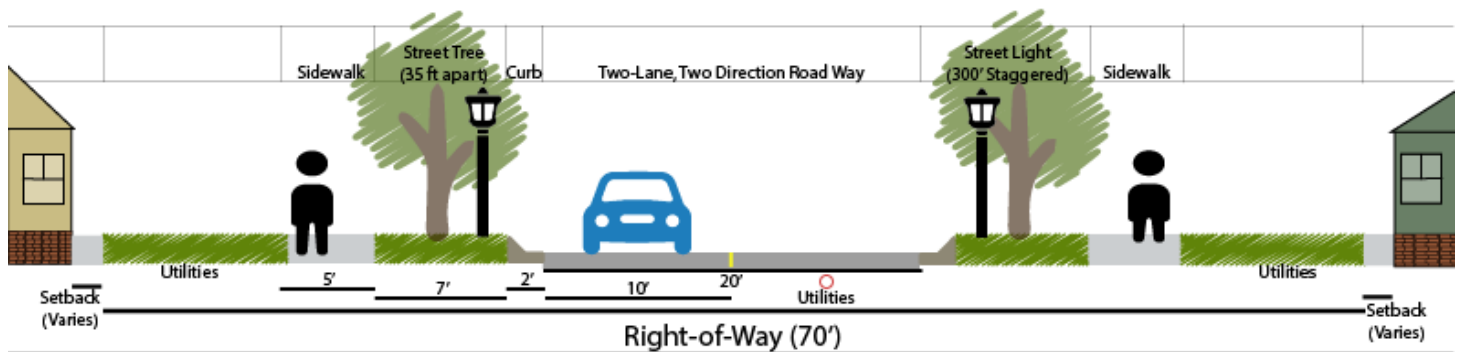 Street Tree
(35 ft apart)
Street Light
(300' Staggered)
Sidewalk
Curb
Two-Lane, Two Direction Road Way
Sidewalk
Utilities
Utilities
5'
7'
2'
10'
20'
Utilities
Setback
(Varies)
Setback
(Varies)
Right-of-Way (70')